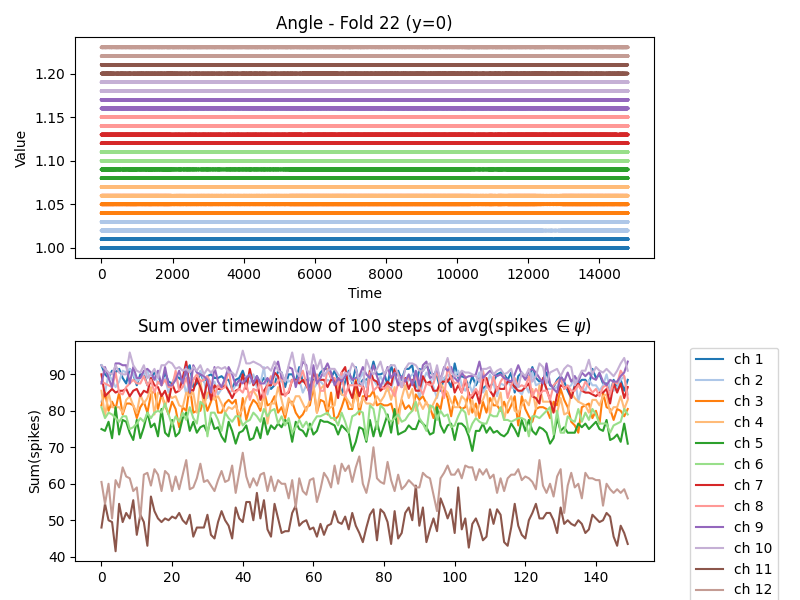 Angle - Fold 22 (y=0)
Value
1.20
1.15
1.10
1.05
1.00
0 2000 4000 6000 8000 10000 12000 14000
Time
Sum over timewindow of 100 steps of avg(spikes ∈ψ)
Sum(spikes)
90
80
70
60
50
40
0 20 40 60 80 100 120 140
ch 1
ch 2
ch 3
ch 4
ch 5
ch 6
ch 7
ch 8
ch 9
ch 10
ch 11
ch 12